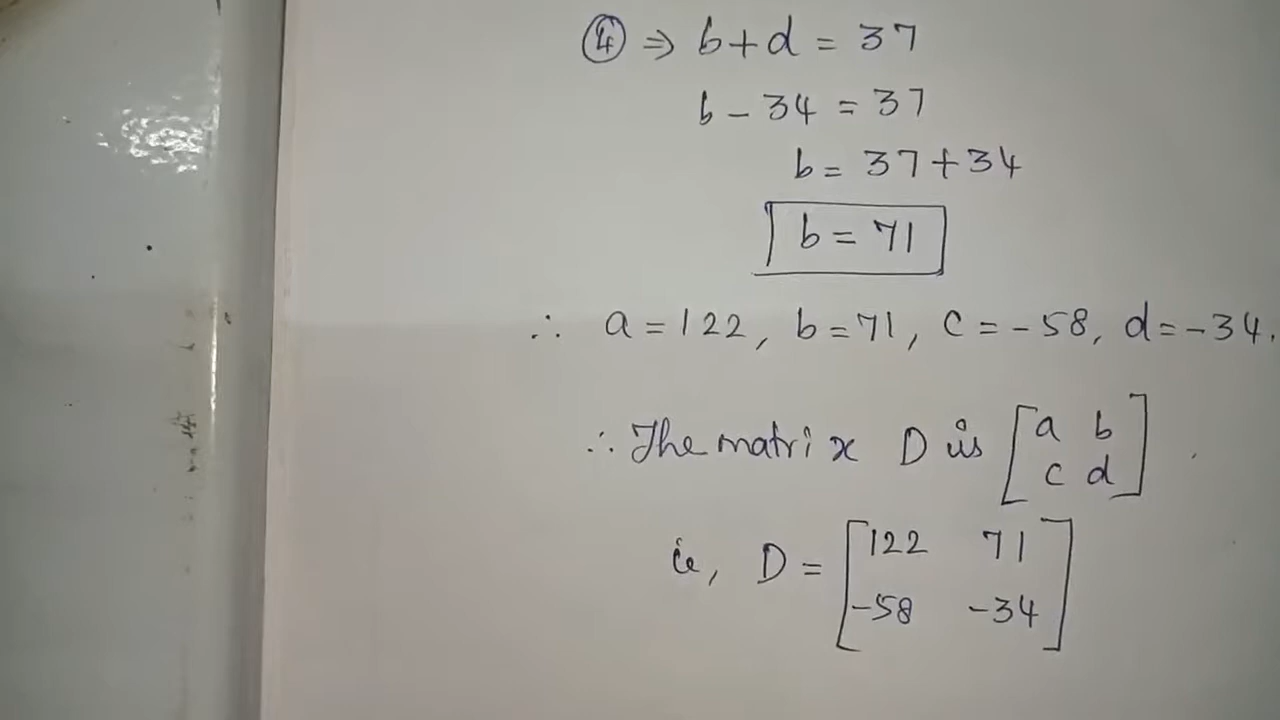 ④ ⇒ b+d = 37
b - 34 = 37
b = 37+34
b = 71
∴ a = 122, b = 71, c = -58, d = -34.
∴ The matrix D is [a b
c d]
ie, D = [122 71
-58 -34]